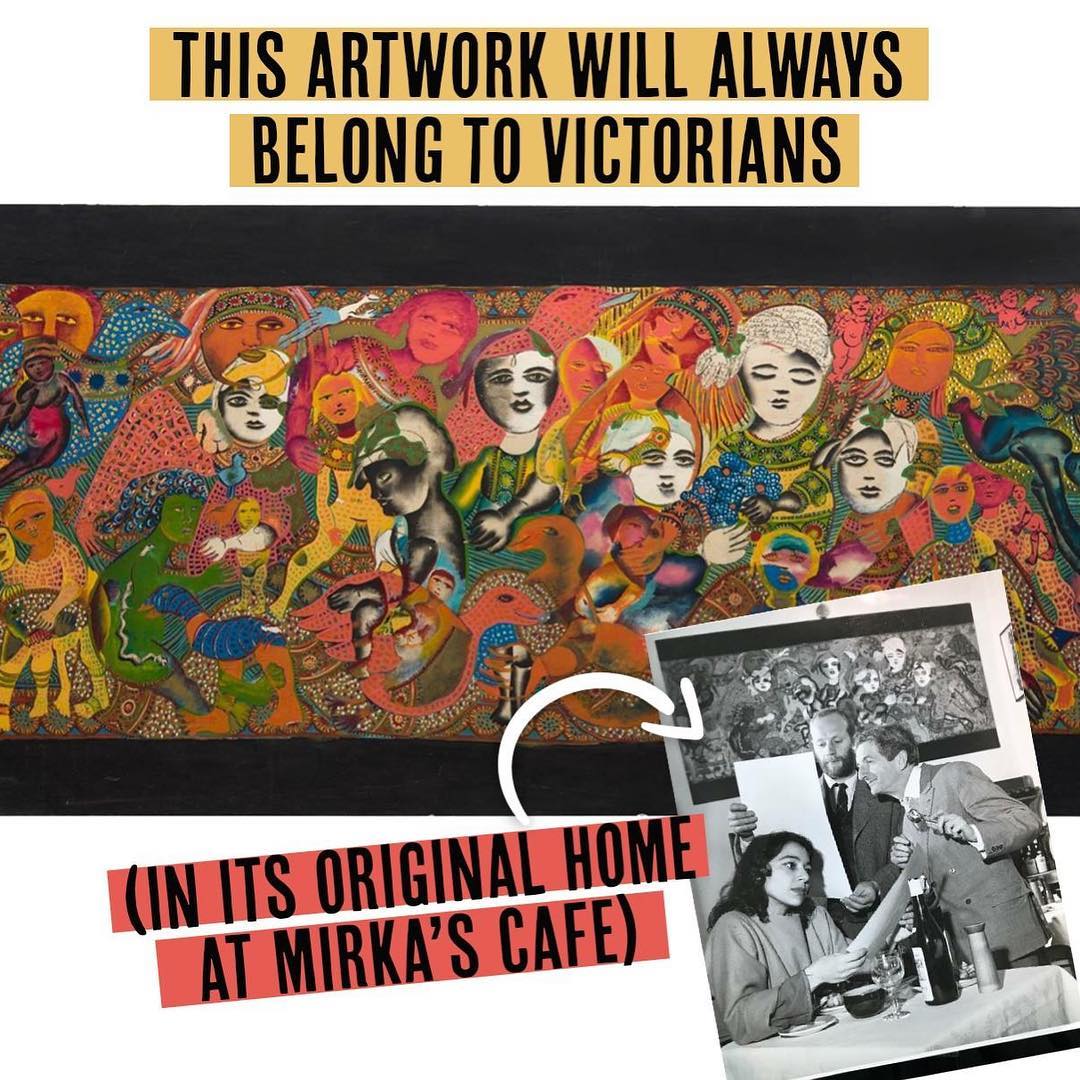 THIS ARTWORK WILL ALWAYS
BELONG TO VICTORIANS
(IN ITS ORIGINAL HOME
AT MIRKA'S CAFE)